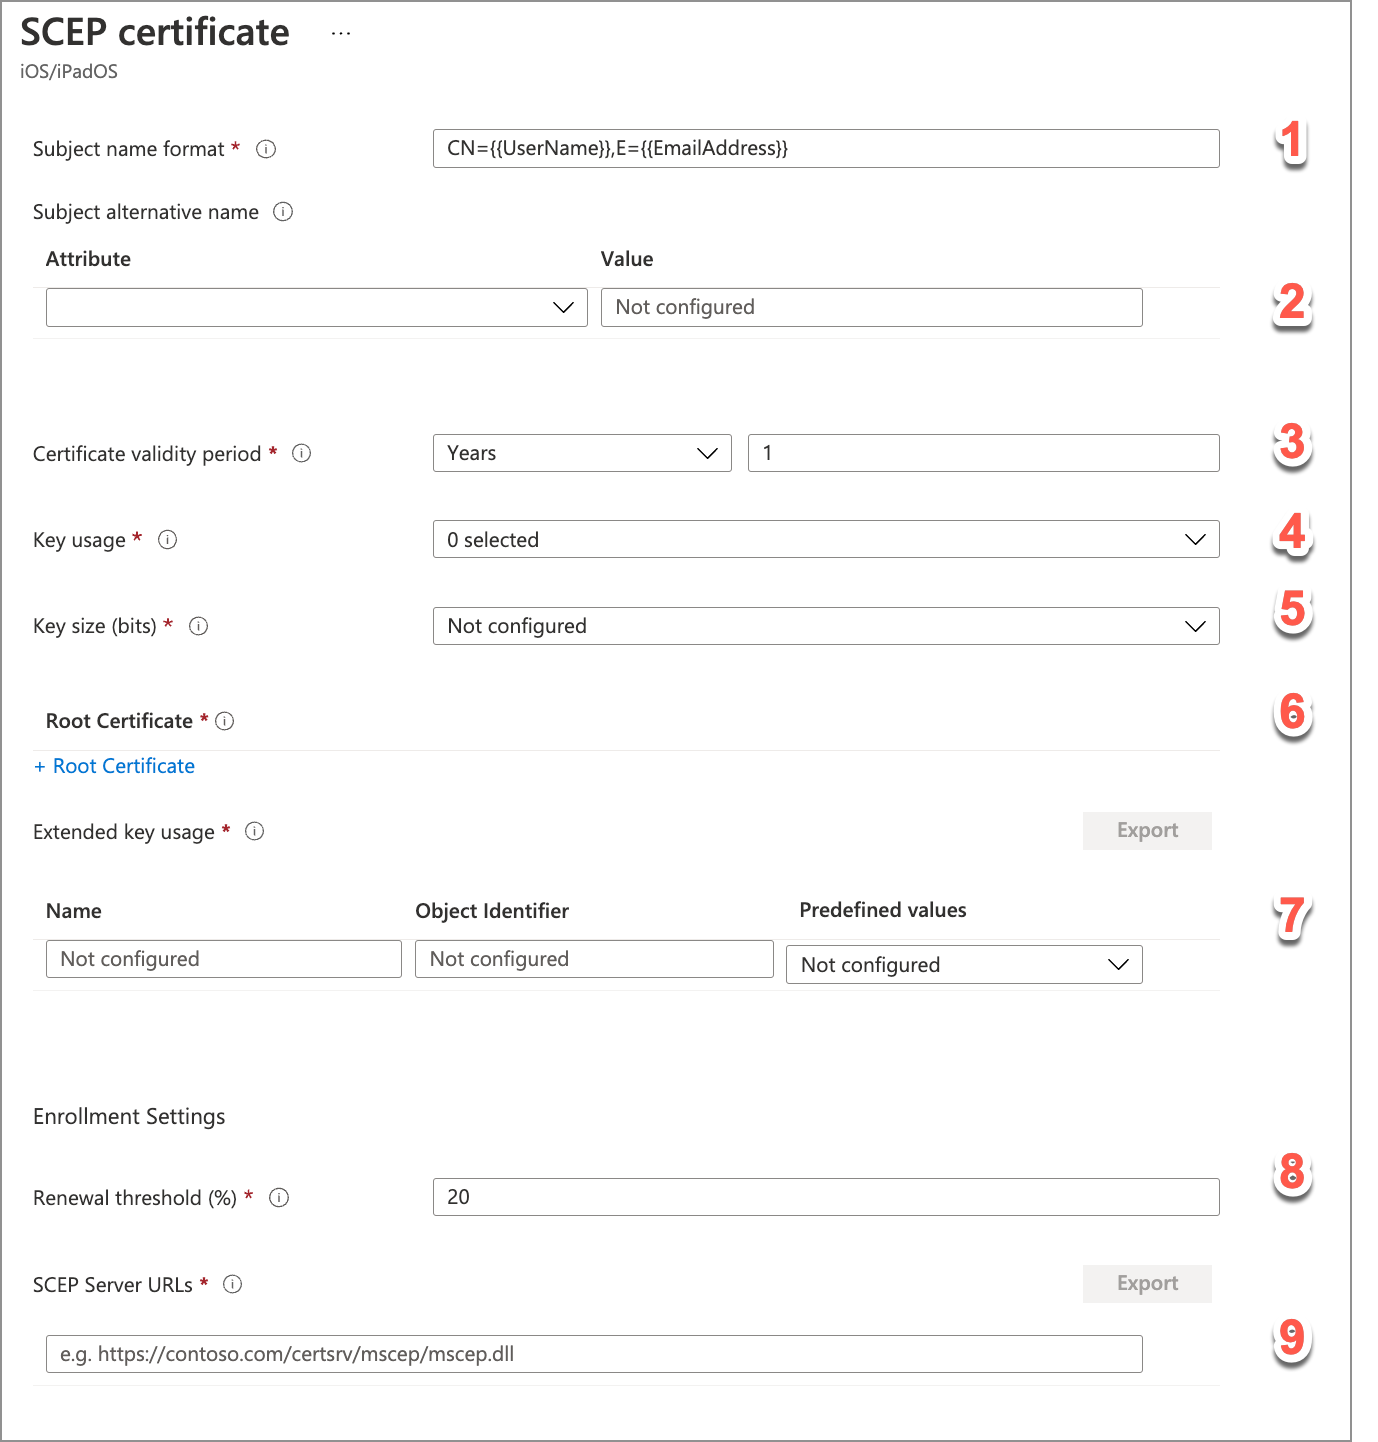 SCEP certificate ...
iOS/iPadOS
Subject name format * CN={{UserName}},E={{EmailAddress}} 1
Subject alternative name
Attribute Value
Not configured 2
Certificate validity period * Years 1 3
Key usage * 0 selected 4
Key size (bits) * Not configured 5
Root Certificate * 6
+ Root Certificate
Extended key usage * Export
Name Object Identifier Predefined values 7
Not configured Not configured Not configured
Enrollment Settings
Renewal threshold (%) * 20 8
SCEP Server URLs * Export
e.g. https://contoso.com/certsrv/mscep/mscep.dll 9